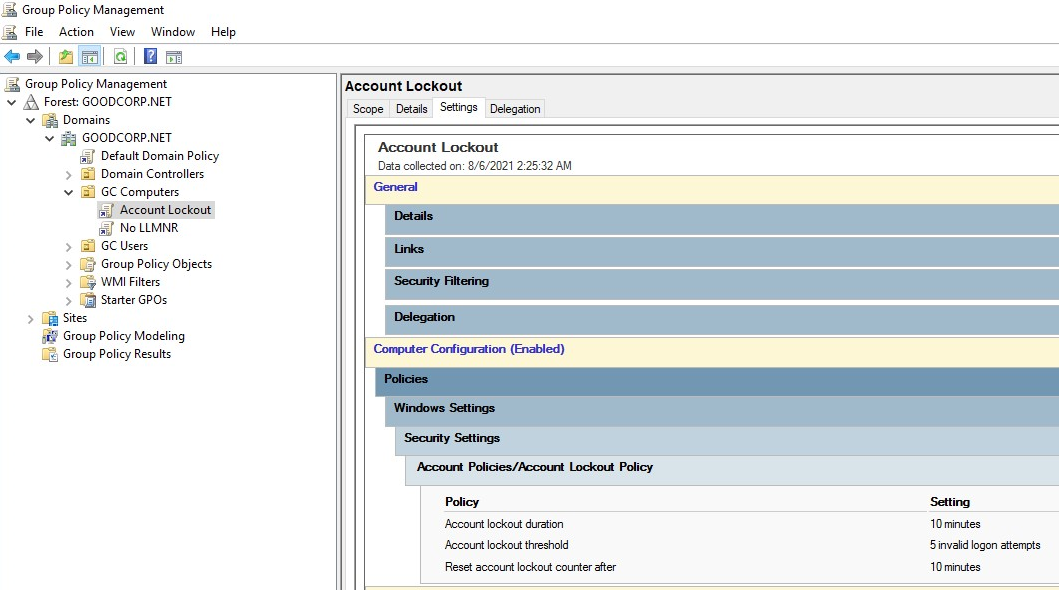 Group Policy Management
File Action View Window Help
Group Policy Management
Forest: GOODCORP.NET
Domains
GOODCORP.NET
Default Domain Policy
Domain Controllers
GC Computers
Account Lockout
No LLMNR
GC Users
Group Policy Objects
WMI Filters
Starter GPOs
Sites
Group Policy Modeling
Group Policy Results
Account Lockout
Scope Details Settings Delegation
Account Lockout
Data collected on: 8/6/2021 2:25:32 AM
General
Details
Links
Security Filtering
Delegation
Computer Configuration (Enabled)
Policies
Windows Settings
Security Settings
Account Policies/Account Lockout Policy
Policy Setting
Account lockout duration 10 minutes
Account lockout threshold 5 invalid logon attempts
Reset account lockout counter after 10 minutes